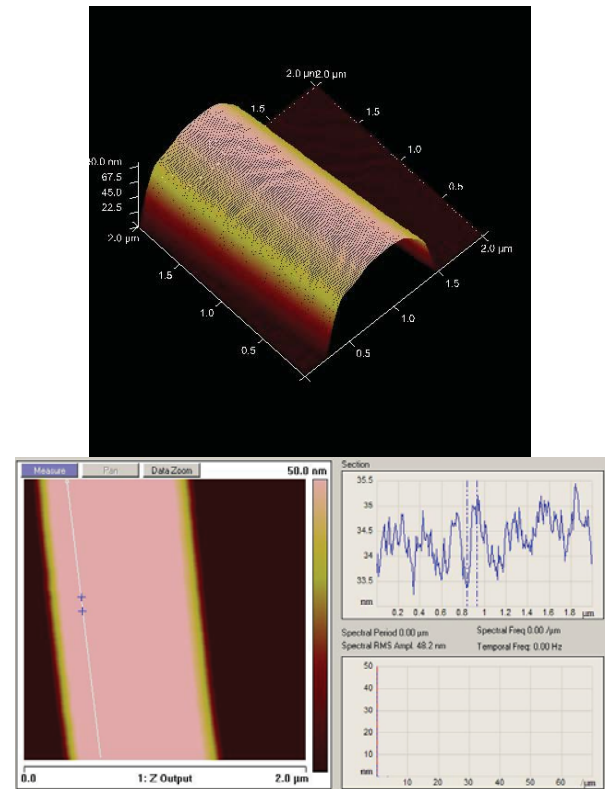 2.0 µm 2.0 µm
1.5
1.5
1.0
0.5
2.0 µm
67.5
45.0
22.5
2.0 µm
1.5
1.0
0.5
1.5
1.0
0.5
Measure Pan Data Zoom 50.0 nm
0.0 1: Z Output 2.0 µm
Section
35.5
35
34.5
34
33.5
nm
0.2 0.4 0.6 0.8 1 1.2 1.4 1.6 1.8 µm
Spectral Period 0.00 µm Spectral Freq 0.00 /µm
Spectral RMS Ampl. 48.2 nm Temporal Freq: 0.00 Hz
50
40
30
20
10
nm
10 20 30 40 50 60 /µm